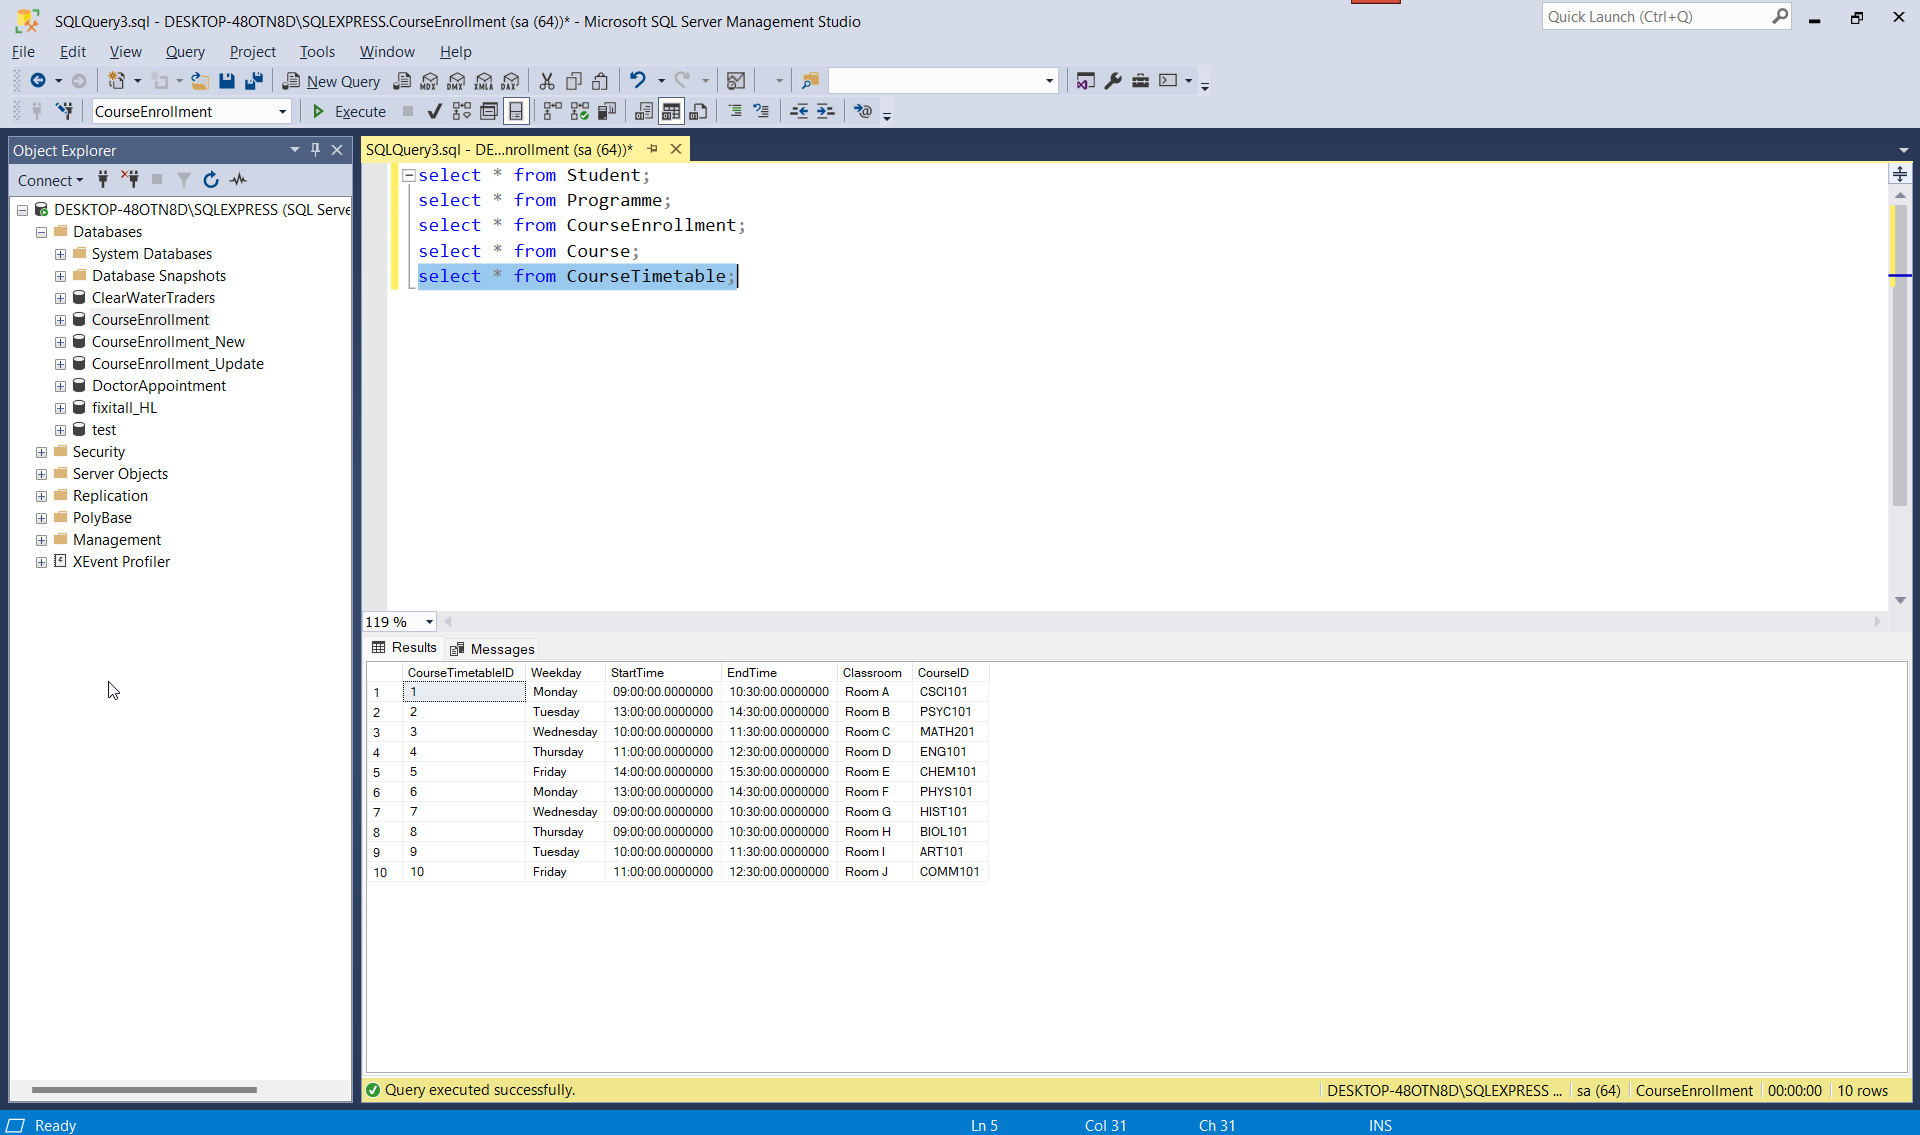 SQLQuery3.sql - DESKTOP-48OTN8D\SQLEXPRESS.CourseEnrollment (sa (64))* - Microsoft SQL Server Management Studio
Quick Launch (Ctrl+Q)
File Edit View Query Project Tools Window Help
New Query MDX DMX XMLA DAX
CourseEnrollment Execute
Object Explorer
Connect
DESKTOP-48OTN8D\SQLEXPRESS (SQL Serve
Databases
System Databases
Database Snapshots
ClearWaterTraders
CourseEnrollment
CourseEnrollment_New
CourseEnrollment_Update
DoctorAppointment
fixitall_HL
test
Security
Server Objects
Replication
PolyBase
Management
XEvent Profiler
SQLQuery3.sql - DE...nrollment (sa (64))*
select * from Student;
select * from Programme;
select * from CourseEnrollment;
select * from Course;
select * from CourseTimetable;
119 %
Results Messages
CourseTimetableID Weekday StartTime EndTime Classroom CourseID
1 1 Monday 09:00:00.0000000 10:30:00.0000000 Room A CSCI101
2 2 Tuesday 13:00:00.0000000 14:30:00.0000000 Room B PSYC101
3 3 Wednesday 10:00:00.0000000 11:30:00.0000000 Room C MATH201
4 4 Thursday 11:00:00.0000000 12:30:00.0000000 Room D ENG101
5 5 Friday 14:00:00.0000000 15:30:00.0000000 Room E CHEM101
6 6 Monday 13:00:00.0000000 14:30:00.0000000 Room F PHYS101
7 7 Wednesday 09:00:00.0000000 10:30:00.0000000 Room G HIST101
8 8 Thursday 09:00:00.0000000 10:30:00.0000000 Room H BIOL101
9 9 Tuesday 10:00:00.0000000 11:30:00.0000000 Room I ART101
10 10 Friday 11:00:00.0000000 12:30:00.0000000 Room J COMM101
Query executed successfully.
DESKTOP-48OTN8D\SQLEXPRESS ... sa (64) CourseEnrollment 00:00:00 10 rows
Ready Ln 5 Col 31 Ch 31 INS